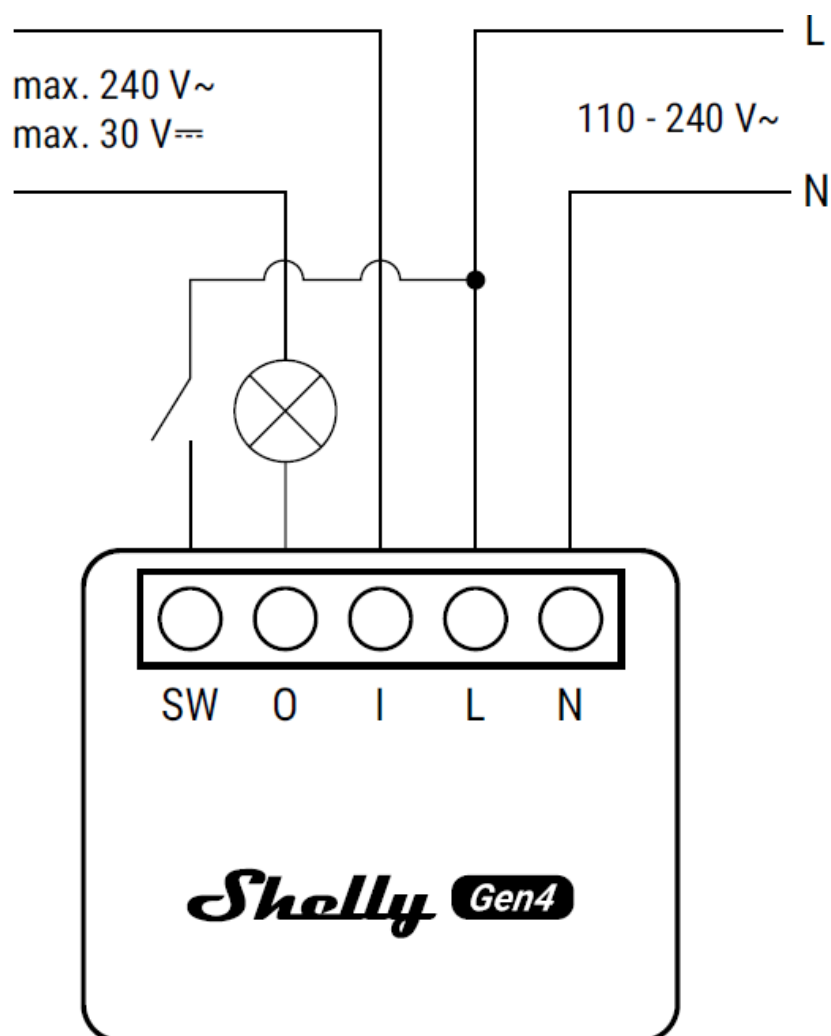 L
max. 240 V~
max. 30 V⎓
110 - 240 V~
N
SW O I L N
Shelly Gen4